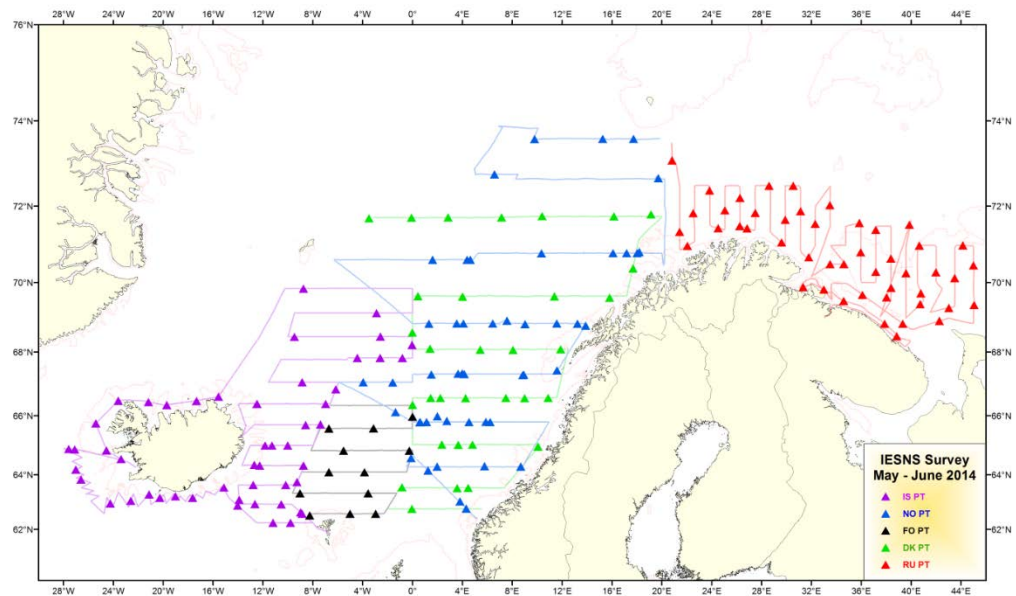 28°W 24°W 20°W 16°W 12°W 8°W 4°W 0° 4°E 8°E 12°E 16°E 20°E 24°E 28°E 32°E 36°E 40°E 44°E
76°N 76°N
74°N 74°N
72°N 72°N
70°N 70°N
68°N 68°N
66°N 66°N
64°N 64°N
62°N 62°N
IESNS Survey
May - June 2014
IS PT
NO PT
FO PT
DK PT
RU PT
28°W 24°W 20°W 16°W 12°W 8°W 4°W 0° 4°E 8°E 12°E 16°E 20°E 24°E 28°E 32°E 36°E 40°E 44°E